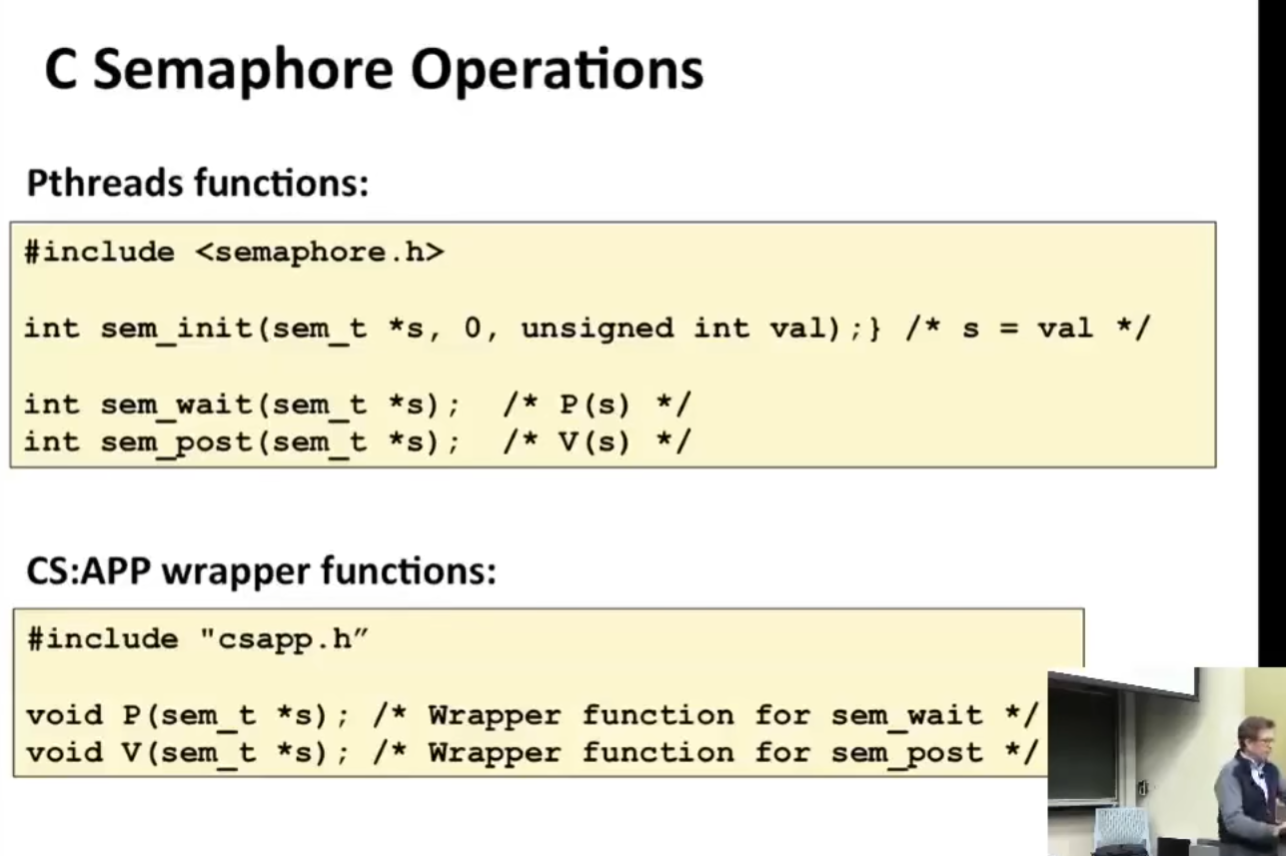 C Semaphore Operations
Pthreads functions:
#include <semaphore.h>
int sem_init(sem_t *s, 0, unsigned int val);} /* s = val */
int sem_wait(sem_t *s);  /* P(s) */
int sem_post(sem_t *s);  /* V(s) */
CS:APP wrapper functions:
#include "csapp.h”
void P(sem_t *s); /* Wrapper function for sem_wait */
void V(sem_t *s); /* Wrapper function for sem_post */